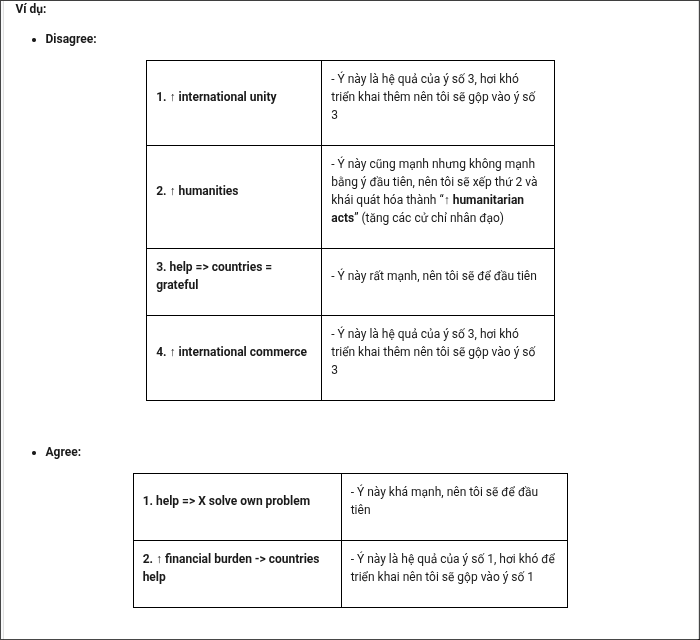 Ví dụ:
Disagree:
1. ↑ international unity
- Ý này là hệ quả của ý số 3, hơi khó
triển khai thêm nên tôi sẽ gộp vào ý số
3
2. ↑ humanities
- Ý này cũng mạnh nhưng không mạnh
bằng ý đầu tiên, nên tôi sẽ xếp thứ 2 và
khái quát hóa thành “↑ humanitarian
acts” (tăng các cử chỉ nhân đạo)
3. help => countries =
grateful
- Ý này rất mạnh, nên tôi sẽ để đầu tiên
4. ↑ international commerce
- Ý này là hệ quả của ý số 3, hơi khó
triển khai thêm nên tôi sẽ gộp vào ý số
3
Agree:
1. help => X solve own problem
- Ý này khá mạnh, nên tôi sẽ để đầu
tiên
2. ↑ financial burden -> countries
help
- Ý này là hệ quả của ý số 1, hơi khó để
triển khai nên tôi sẽ gộp vào ý số 1